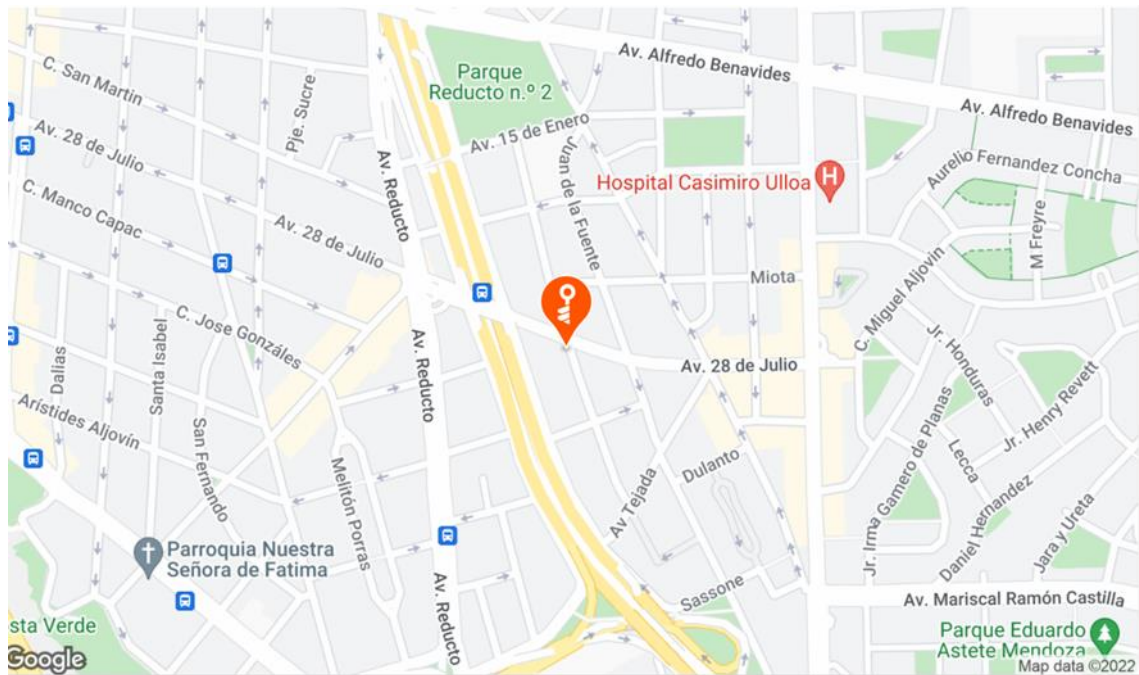 Av. Alfredo Benavides
Av. Alfredo Benavides
Parque
Reducto n.º 2
C. San Martin
Pje. Sucre
Av. 15 de Enero
Juan de la Fuente
Av. 28 de Julio
Av. Reducto
Hospital Casimiro Ulloa
H
Aurelio Fernandez Concha
M Freyre
C. Manco Capac
Av. 28 de Julio
Miota
C. Miguel Aljovin
C. Jose Gonzáles
Dalias
Santa Isabel
Av. Reducto
Av. 28 de Julio
Jr. Honduras
Jr. Henry Revett
Arístides Aljovín
San Fernando
Melitón Porras
Dulanto
Av Tejada
Jr. Irma Gamero de Planas
Lecca
Daniel Hernandez
Jara y Ureta
Parroquia Nuestra
Señora de Fatima
Av. Reducto
Sassone
Av. Mariscal Ramón Castilla
sta Verde
Parque Eduardo
Astete Mendoza
Google
Map data ©2022